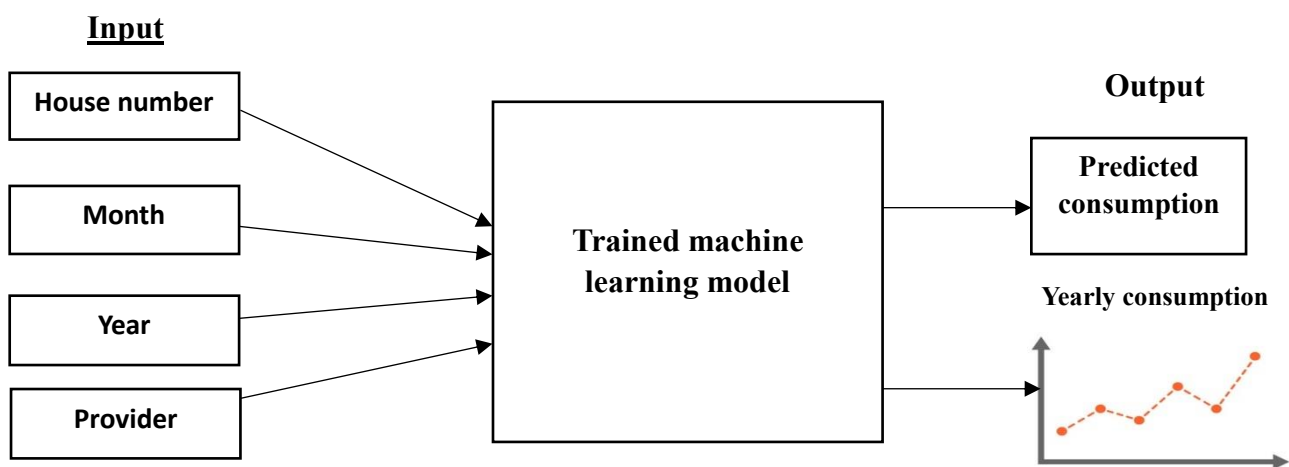 Input
House number
Month
Year
Provider
Trained machine
learning model
Output
Predicted
consumption
Yearly consumption